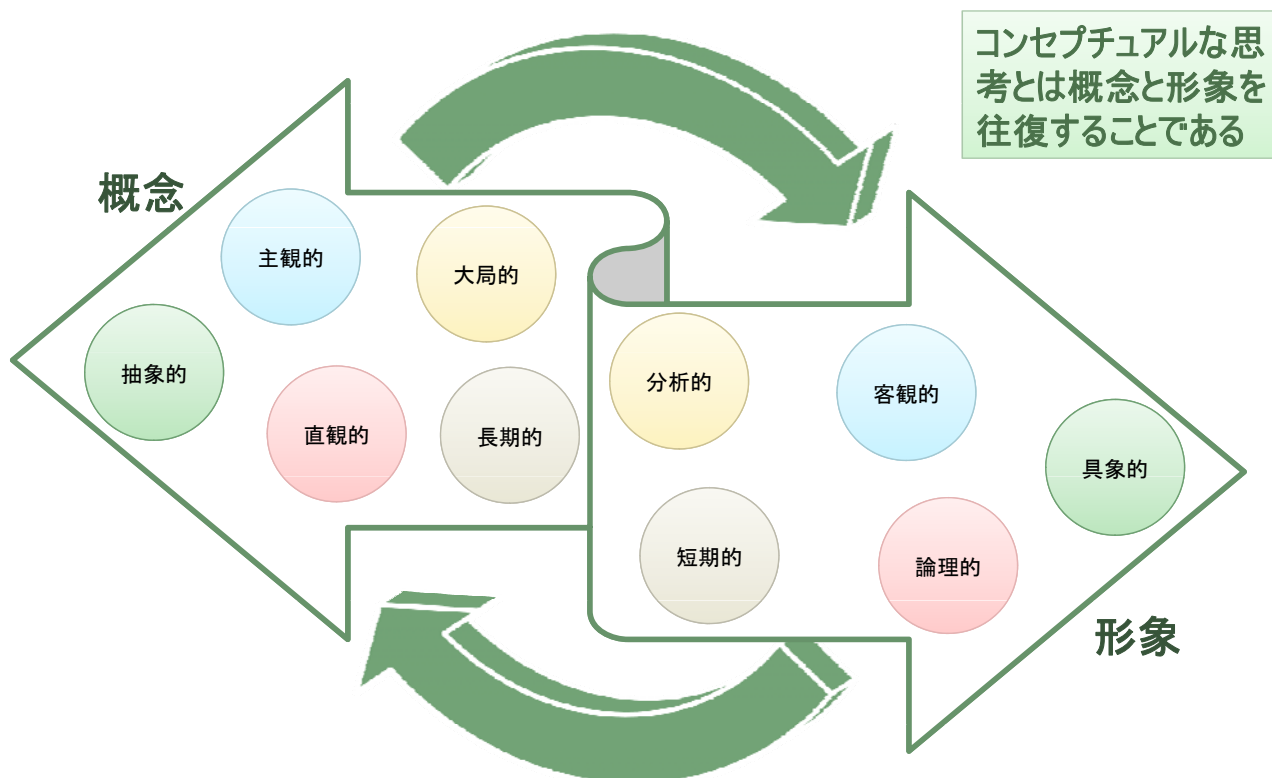 コンセプチュアルな思
考とは概念と形象を
往復することである
概念
主観的
大局的
抽象的
直観的
長期的
分析的
客観的
具象的
短期的
論理的
形象